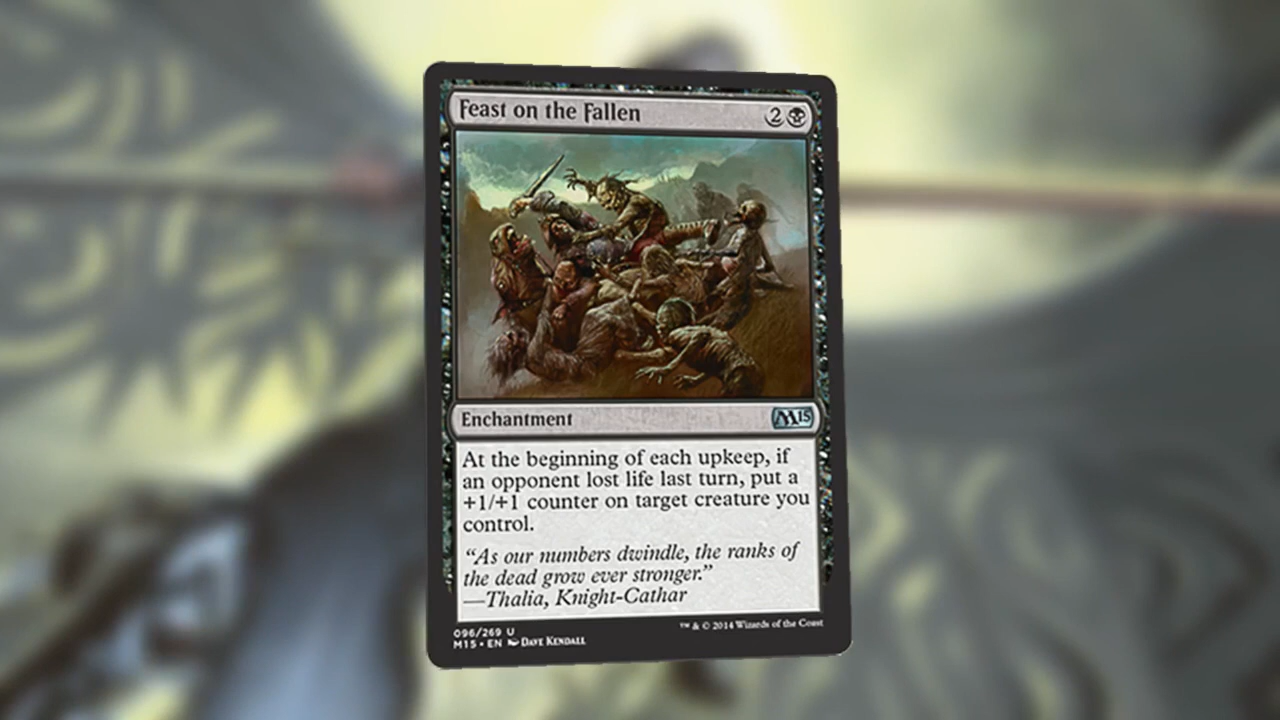 Feast on the Fallen 2
Enchantment M15
At the beginning of each upkeep, if
an opponent lost life last turn, put a
+1/+1 counter on target creature you
control.
“As our numbers dwindle, the ranks of
the dead grow ever stronger.”
—Thalia, Knight-Cathar
096/269 U ™ & © 2014 Wizards of the Coast
M15 • EN Dave Kendall